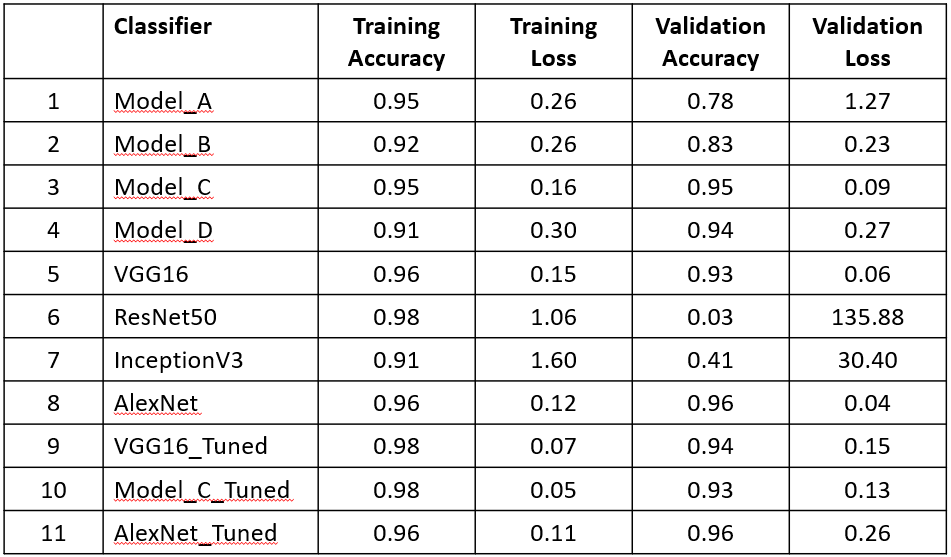 Classifier Training Accuracy Training Loss Validation Accuracy Validation Loss
1 Model_A 0.95 0.26 0.78 1.27
2 Model_B 0.92 0.26 0.83 0.23
3 Model_C 0.95 0.16 0.95 0.09
4 Model_D 0.91 0.30 0.94 0.27
5 VGG16 0.96 0.15 0.93 0.06
6 ResNet50 0.98 1.06 0.03 135.88
7 InceptionV3 0.91 1.60 0.41 30.40
8 AlexNet 0.96 0.12 0.96 0.04
9 VGG16_Tuned 0.98 0.07 0.94 0.15
10 Model_C_Tuned 0.98 0.05 0.93 0.13
11 AlexNet_Tuned 0.96 0.11 0.96 0.26